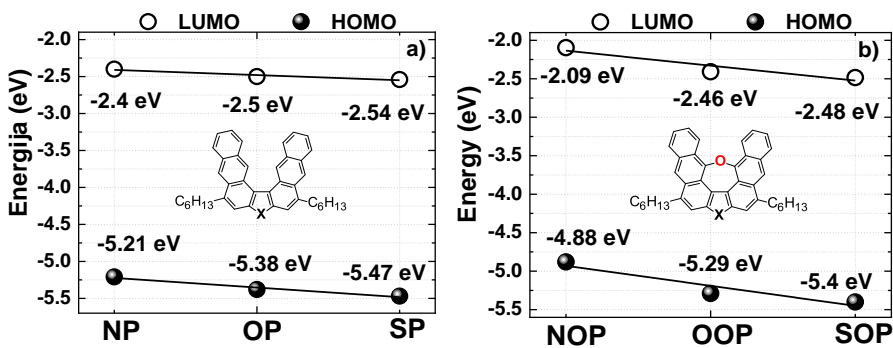 LUMO HOMO
a)
Energija (eV)
-2.0
-2.5
-3.0
-3.5
-4.0
-4.5
-5.0
-5.5
-2.4 eV
-2.5 eV
-2.54 eV
C6H13
C6H13
X
-5.21 eV
-5.38 eV
-5.47 eV
NP
OP
SP
LUMO HOMO
b)
Energy (eV)
-2.0
-2.5
-3.0
-3.5
-4.0
-4.5
-5.0
-5.5
-2.09 eV
-2.46 eV
-2.48 eV
O
C6H13
C6H13
X
-4.88 eV
-5.29 eV
-5.4 eV
NOP
OOP
SOP